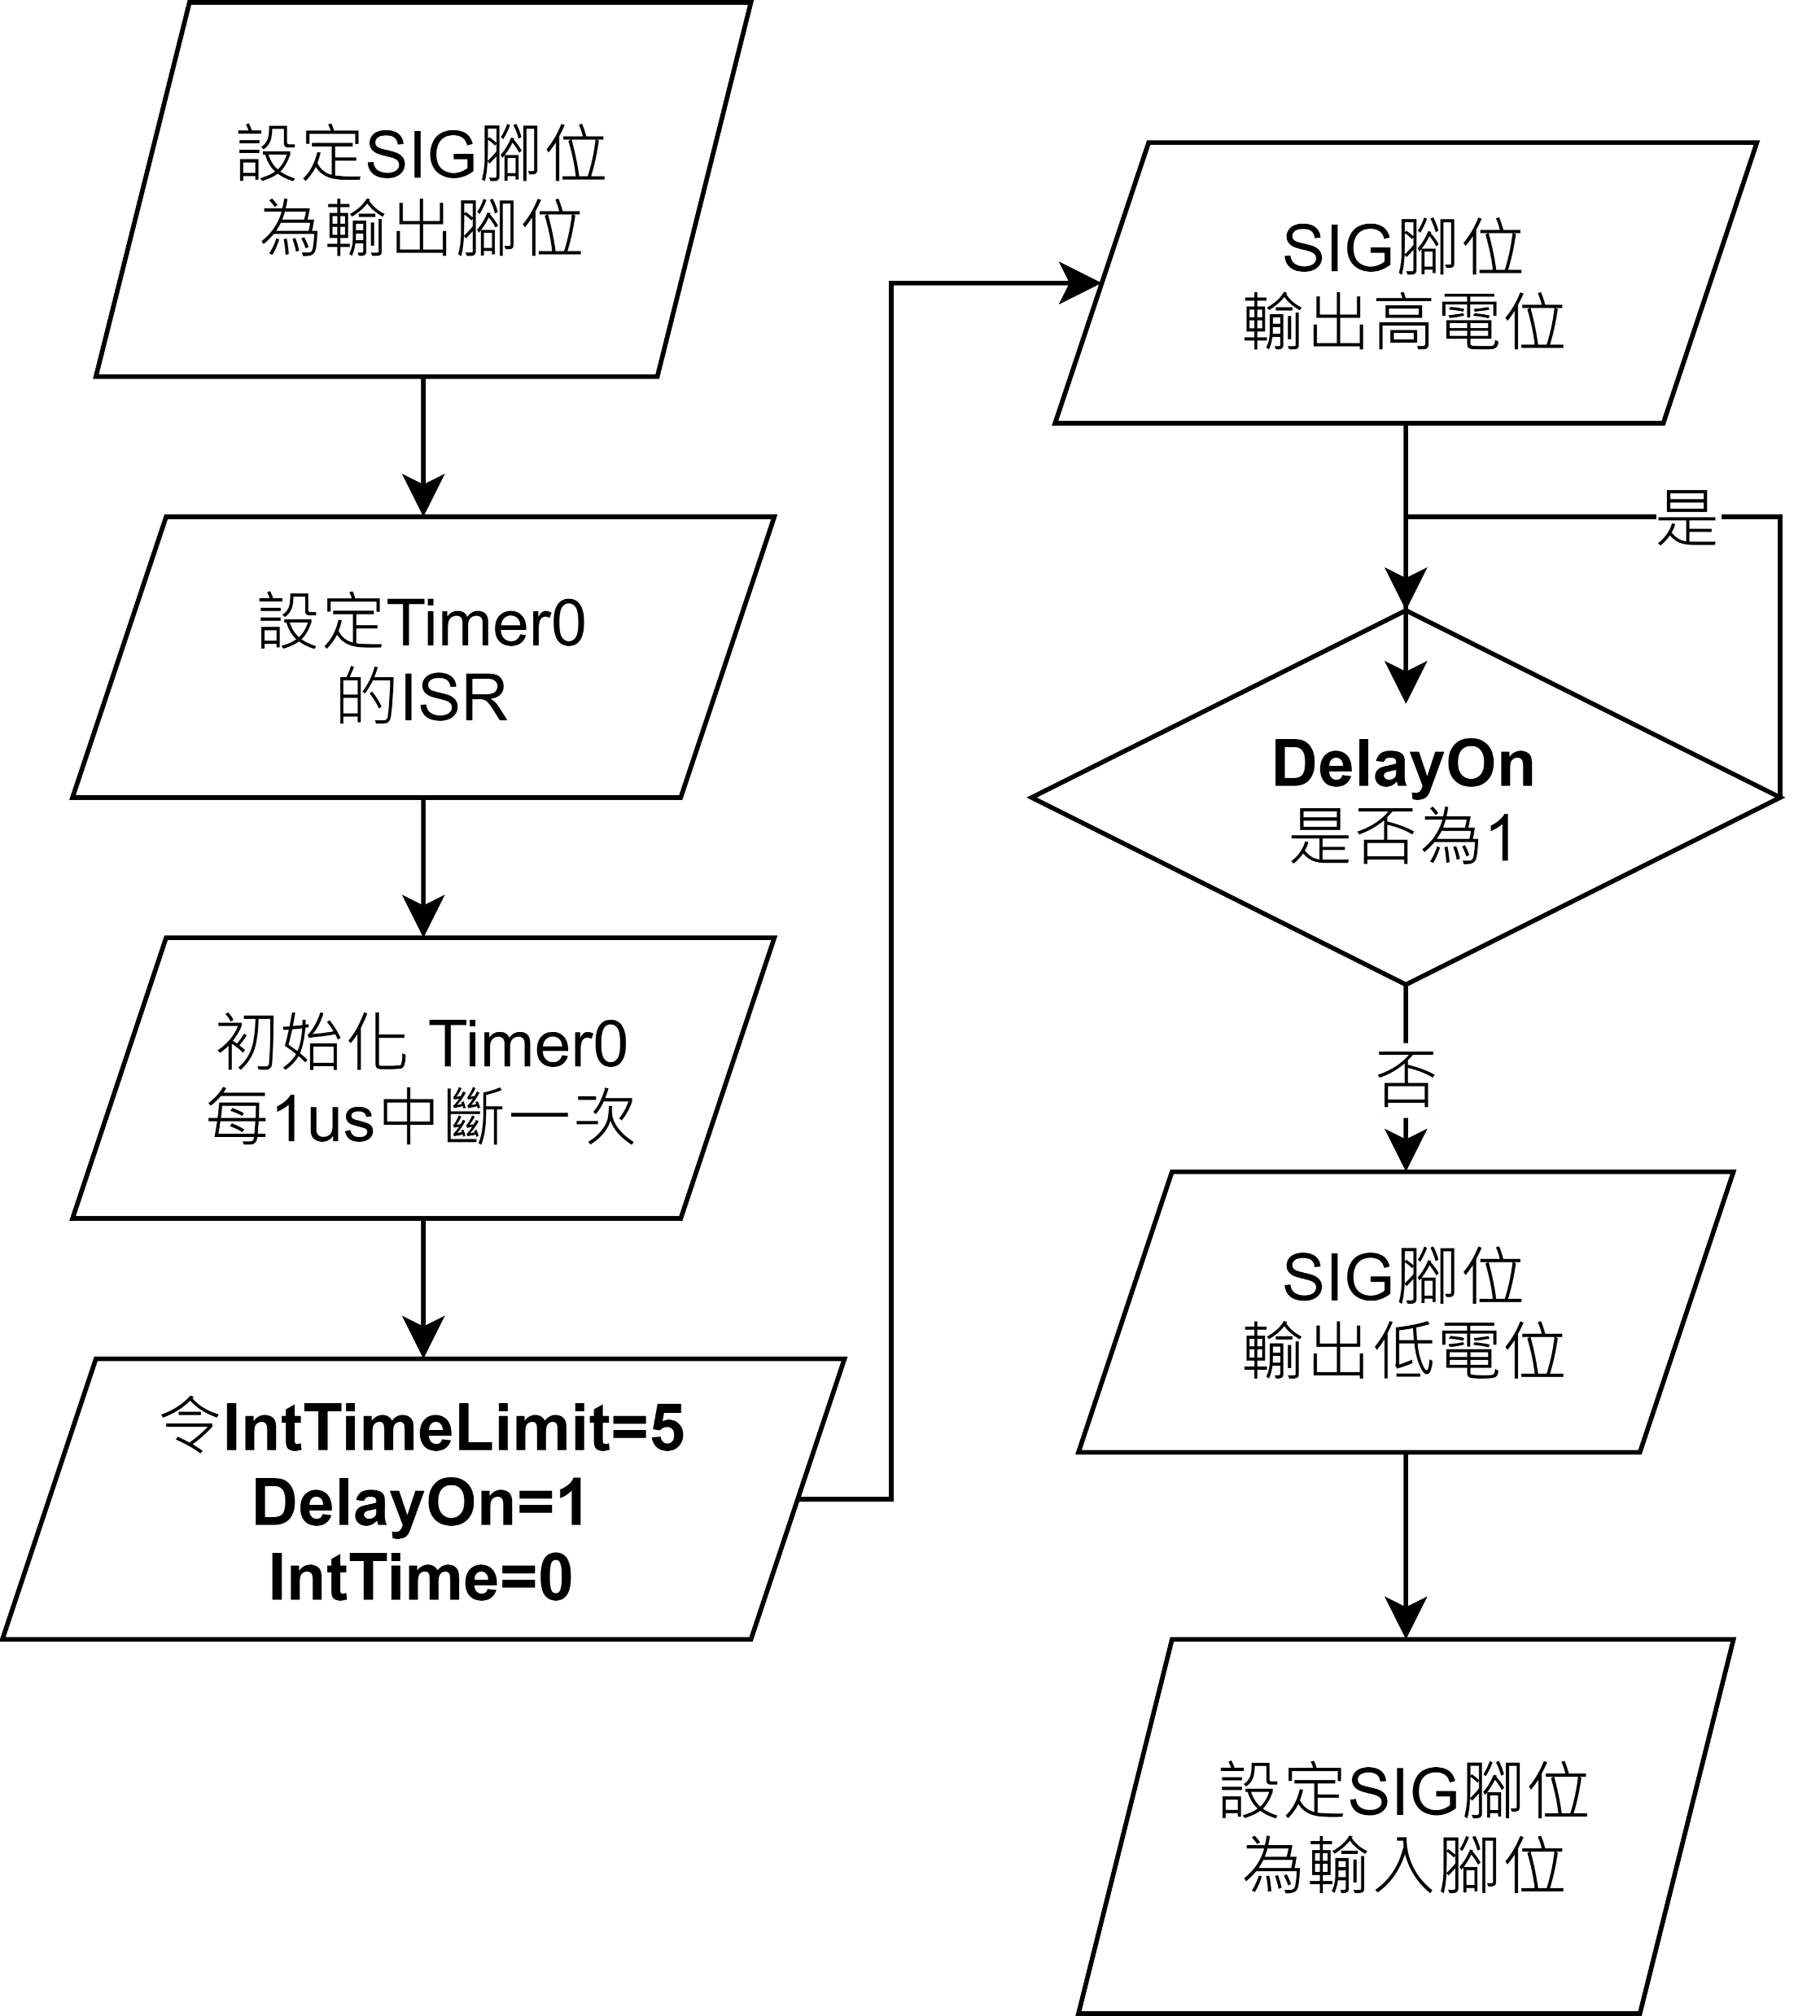 設定SIG腳位
為輸出腳位
設定Timer0
的ISR
初始化 Timer0
每1us中斷一次
令IntTimeLimit=5
DelayOn=1
IntTime=0
SIG腳位
輸出高電位
是
DelayOn
是否為1
否
SIG腳位
輸出低電位
設定SIG腳位
為輸入腳位